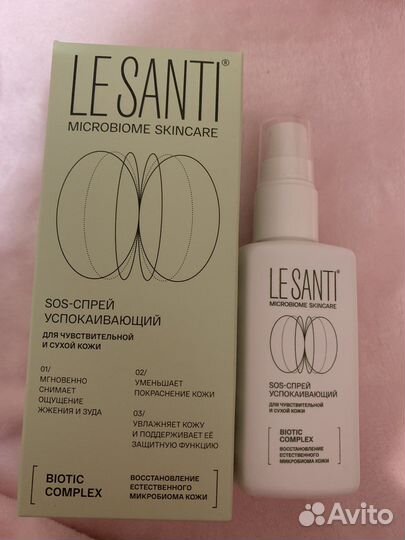 LE SANTI®
MICROBIOME SKINCARE
SOS-СПРЕЙ
УСПОКАИВАЮЩИЙ
ДЛЯ ЧУВСТВИТЕЛЬНОЙ
И СУХОЙ КОЖИ
01/
МГНОВЕННО
СНИМАЕТ
ОЩУЩЕНИЕ
ЖЖЕНИЯ И ЗУДА
02/
УМЕНЬШАЕТ
ПОКРАСНЕНИЕ КОЖИ
03/
УВЛАЖНЯЕТ КОЖУ
И ПОДДЕРЖИВАЕТ ЕЁ
ЗАЩИТНУЮ ФУНКЦИЮ
BIOTIC
COMPLEX
ВОССТАНОВЛЕНИЕ
ЕСТЕСТВЕННОГО
МИКРОБИОМА КОЖИ
LE SANTI®
MICROBIOME SKINCARE
SOS-СПРЕЙ
УСПОКАИВАЮЩИЙ
ДЛЯ ЧУВСТВИТЕЛЬНОЙ
И СУХОЙ КОЖИ
BIOTIC
COMPLEX
ВОССТАНОВЛЕНИЕ
ЕСТЕСТВЕННОГО
МИКРОБИОМА КОЖИ
Avito